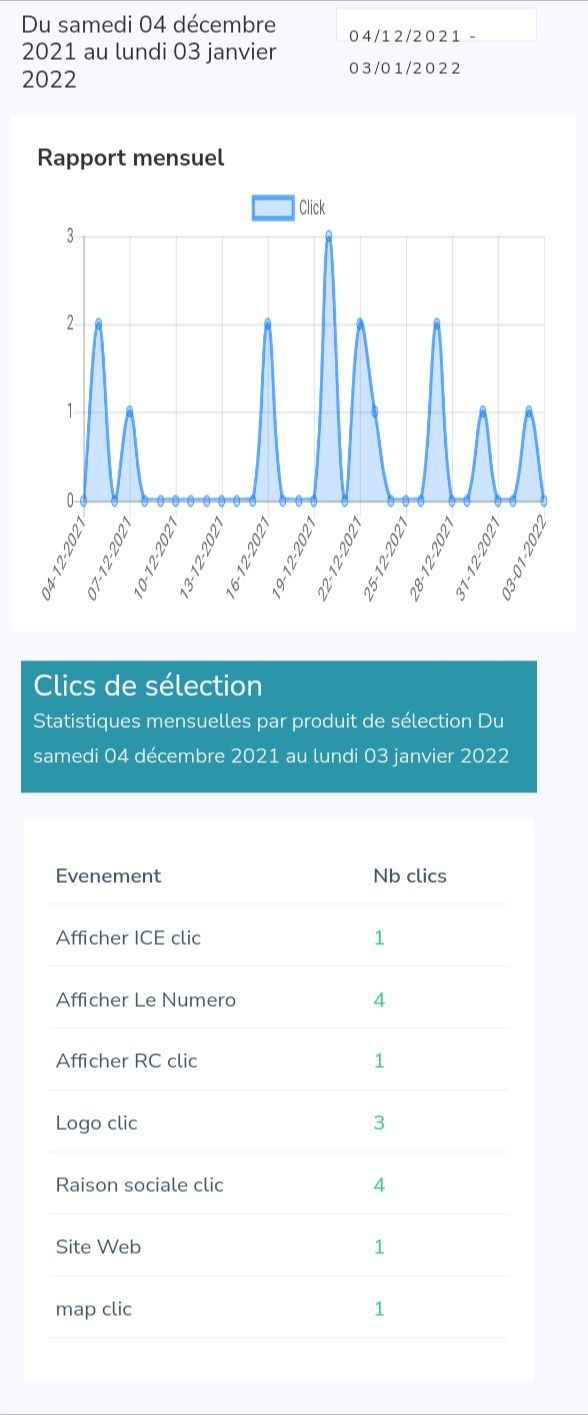 Du samedi 04 décembre
2021 au lundi 03 janvier
2022
04/12/2021 -
03/01/2022
Rapport mensuel
Click
3
2
1
0
04-12-2021
07-12-2021
10-12-2021
13-12-2021
16-12-2021
19-12-2021
22-12-2021
25-12-2021
28-12-2021
31-12-2021
03-01-2022
Clics de sélection
Statistiques mensuelles par produit de sélection Du
samedi 04 décembre 2021 au lundi 03 janvier 2022
Evenement Nb clics
Afficher ICE clic 1
Afficher Le Numero 4
Afficher RC clic 1
Logo clic 3
Raison sociale clic 4
Site Web 1
map clic 1